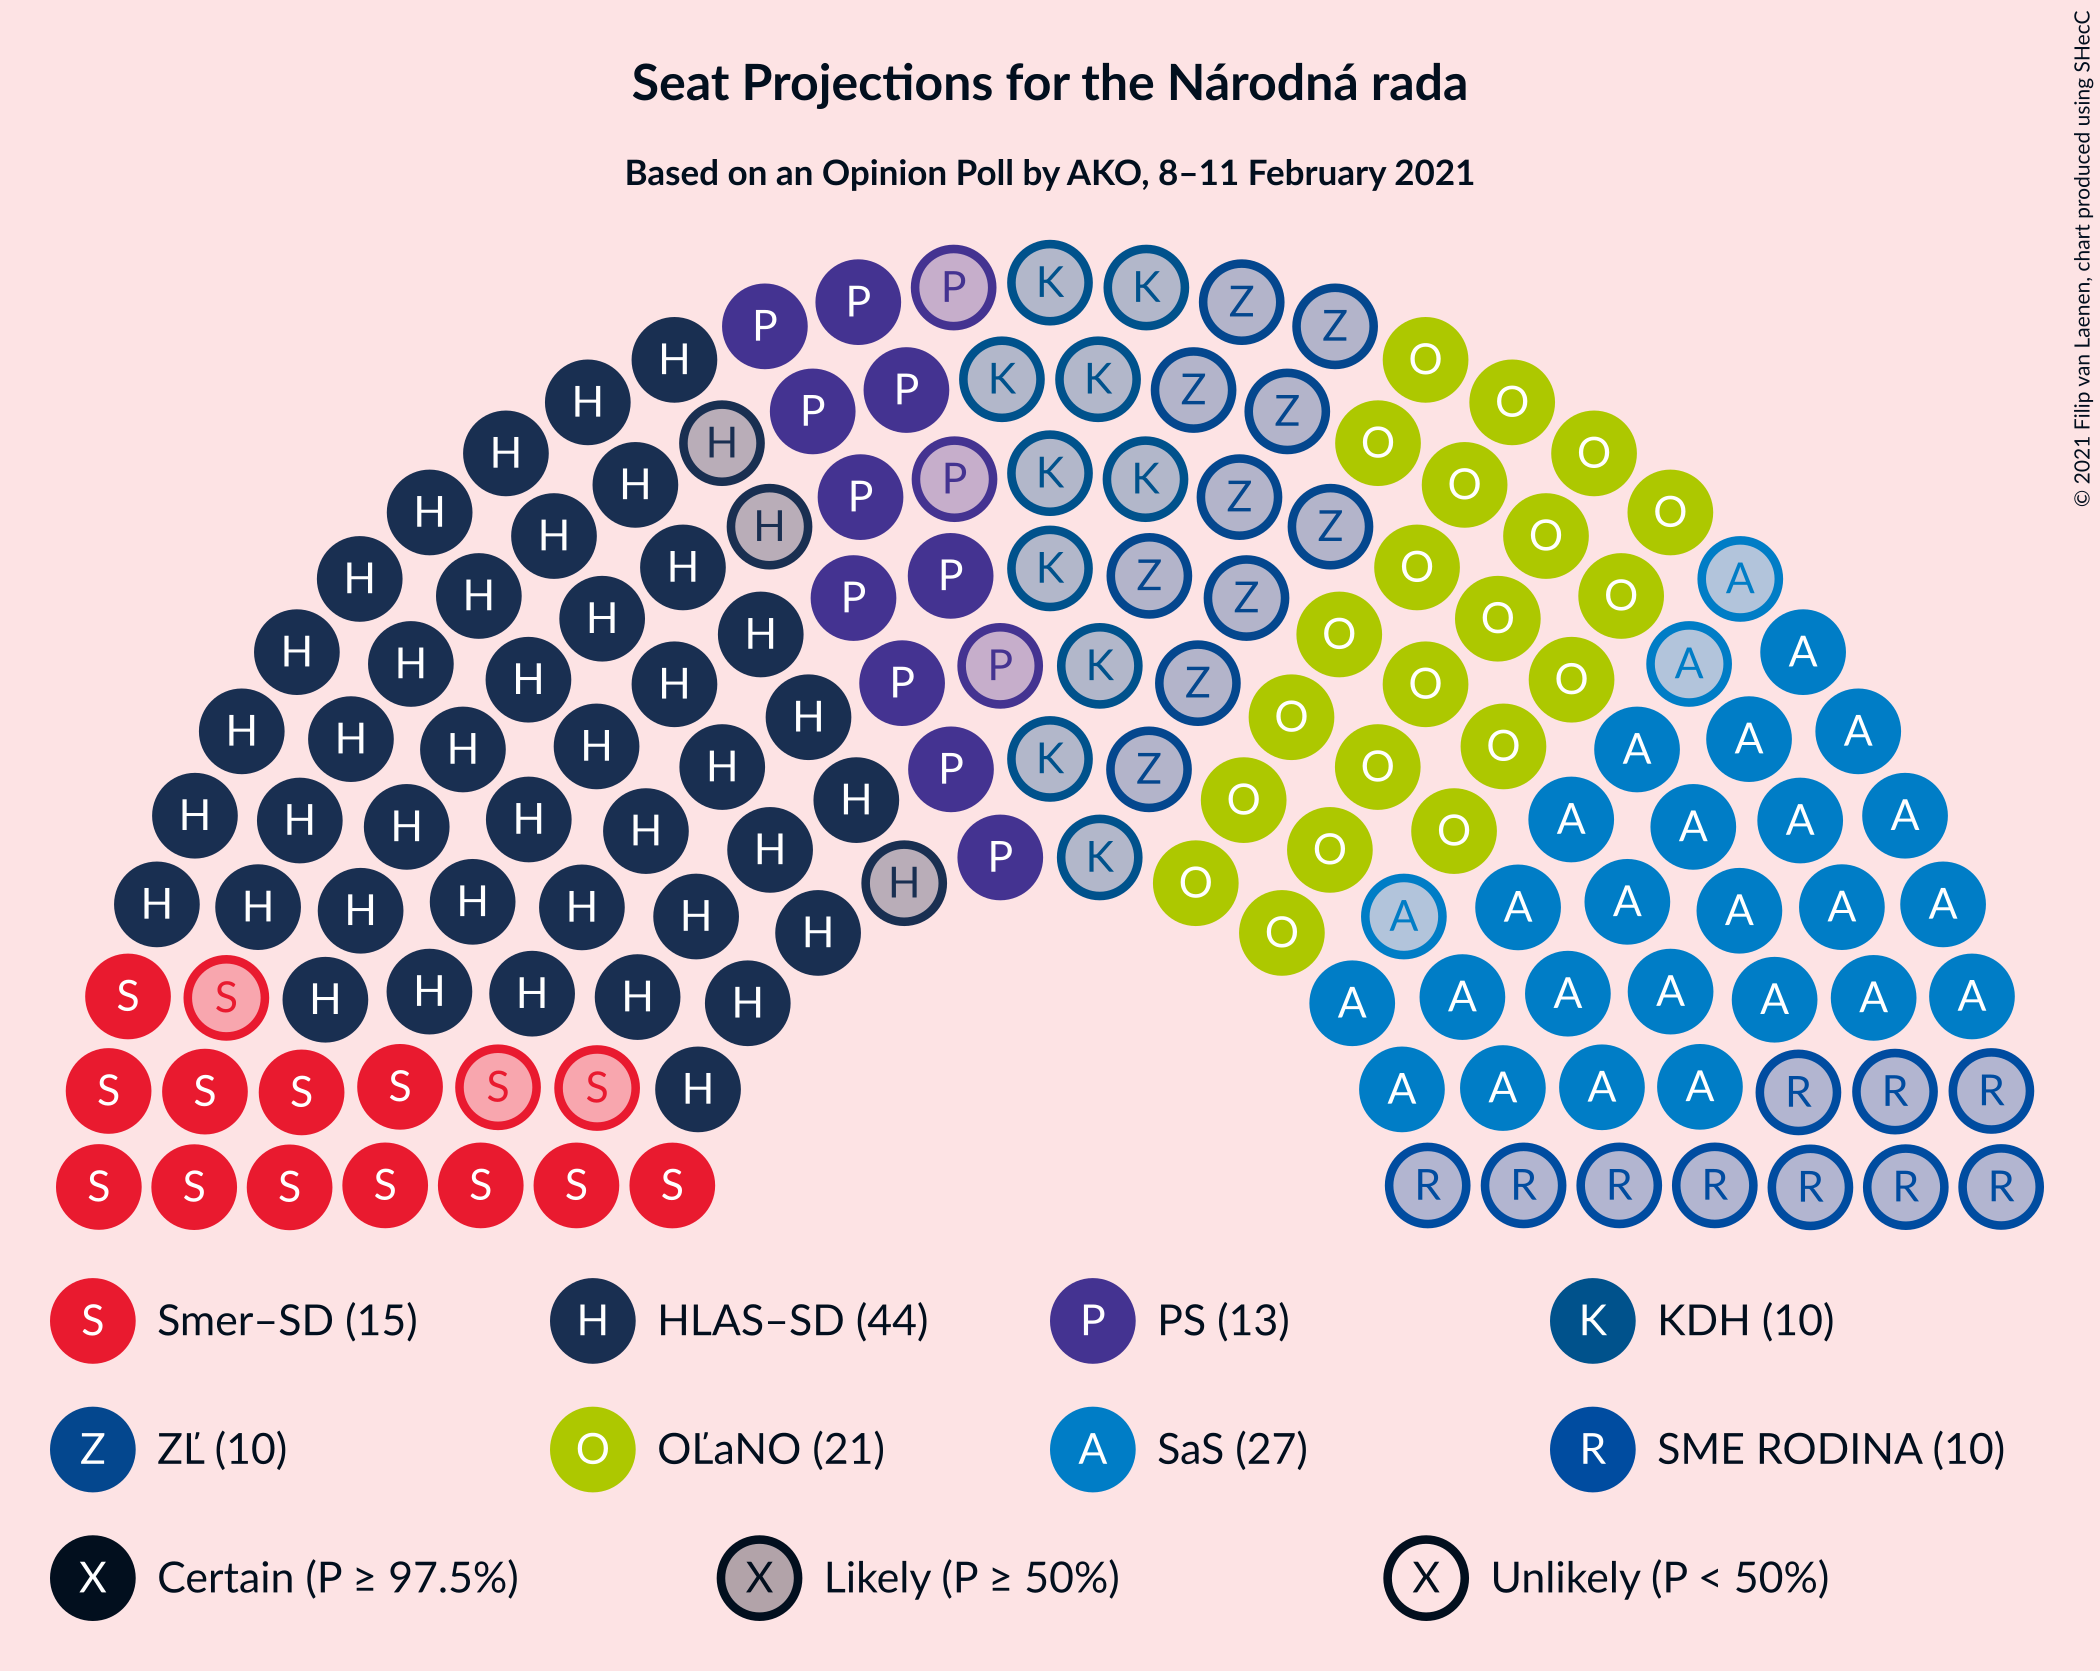 Seat Projections for the Národná rada
Based on an Opinion Poll by AKO, 8–11 February 2021
© 2021 Filip van Laenen, chart produced using SHecC
P P P K K Z Z
H P P K K Z Z O
H H P P K K Z Z O O
H H H P P K Z Z O O O
H H H H P P K Z O O O O
H H H H H P K Z O O O O A
H H H H H H P K O O O O A A
H H H H H H H O O O A A A
H H H H H H H A A A A A A
S S H H H H H A A A A A A A
S S S S S S H A A A A R R R
S S S S S S S R R R R R R R
S Smer–SD (15)
H HLAS–SD (44)
P PS (13)
K KDH (10)
Z ZĽ (10)
O OĽaNO (21)
A SaS (27)
R SME RODINA (10)
X Certain (P ≥ 97.5%)
X Likely (P ≥ 50%)
X Unlikely (P < 50%)